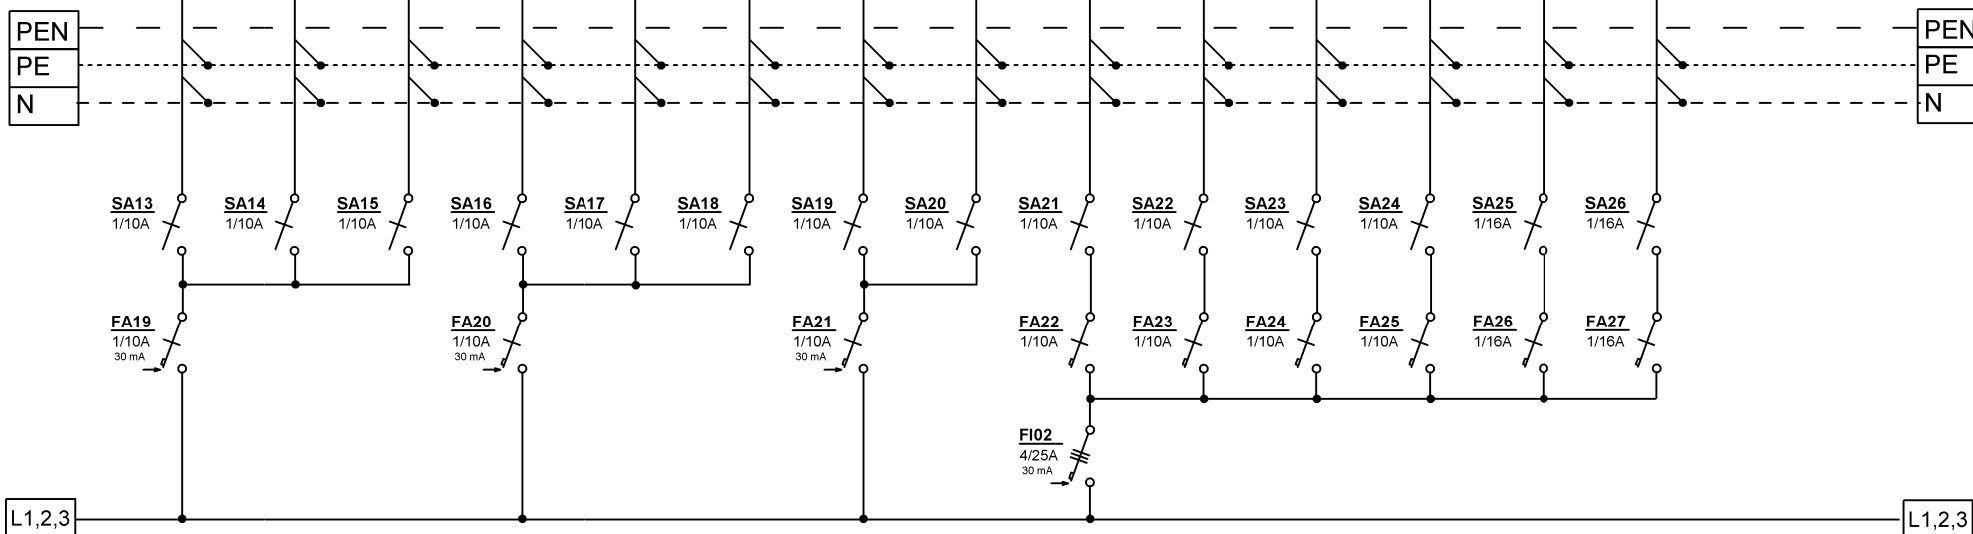 PEN
PEN
PE
PE
N
N
SA13
1/10A
SA14
1/10A
SA15
1/10A
SA16
1/10A
SA17
1/10A
SA18
1/10A
SA19
1/10A
SA20
1/10A
SA21
1/10A
SA22
1/10A
SA23
1/10A
SA24
1/10A
SA25
1/16A
SA26
1/16A
FA19
1/10A
30 mA
FA20
1/10A
30 mA
FA21
1/10A
30 mA
FA22
1/10A
FA23
1/10A
FA24
1/10A
FA25
1/10A
FA26
1/16A
FA27
1/16A
FI02
4/25A
30 mA
L1,2,3
L1,2,3